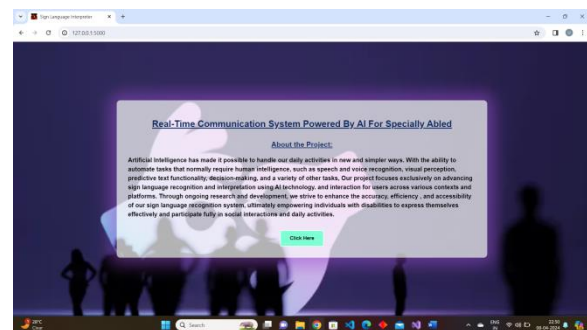 Sign Language Interpreter
127.0.0.1:5000
Real-Time Communication System Powered By AI For Specially Abled
About the Project:
Artificial Intelligence has made it possible to handle our daily activities in new and simpler ways. With the ability to
automate tasks that normally require human intelligence, such as speech and voice recognition, visual perception,
predictive text functionality, decision-making, and a variety of other tasks. Our project focuses exclusively on advancing
sign language recognition and interpretation using AI technology. and interaction for users across various contexts and
platforms. Through ongoing research and development, we strive to enhance the accuracy, efficiency , and accessibility
of our sign language recognition system, ultimately empowering individuals with disabilities to express themselves
effectively and participate fully in social interactions and daily activities.
Click Here
Clear
Search
ENG
IN